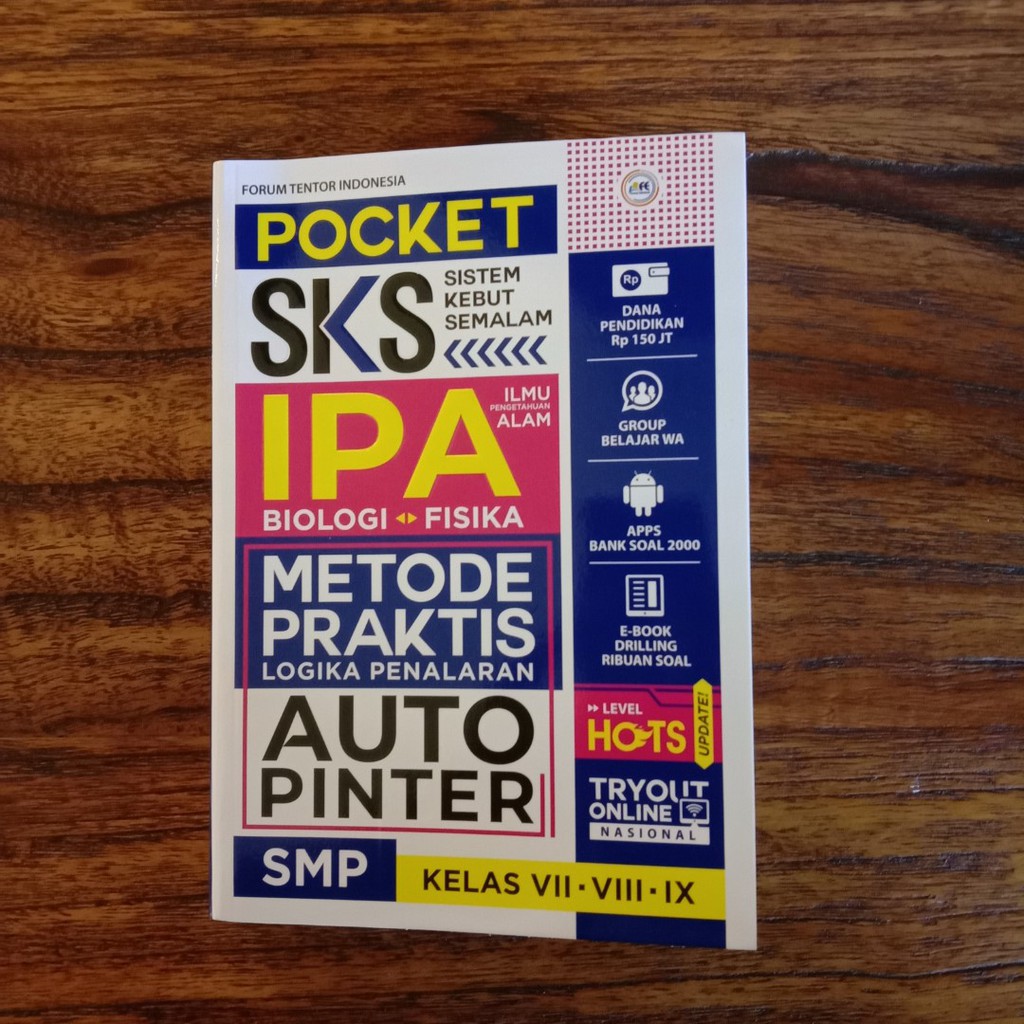 FORUM TENTOR INDONESIA
POCKET
SKS
SISTEM
KEBUT
SEMALAM
IPA
ILMU
PENGETAHUAN
ALAM
BIOLOGI FISIKA
METODE
PRAKTIS
LOGIKA PENALARAN
AUTO
PINTER
SMP
KELAS VII · VIII · IX
Rp
DANA
PENDIDIKAN
Rp 150 JT
GROUP
BELAJAR WA
APPS
BANK SOAL 2000
E-BOOK
DRILLING
RIBUAN SOAL
LEVEL
HOTS
UPDATE!
TRYOUT
ONLINE
NASIONAL